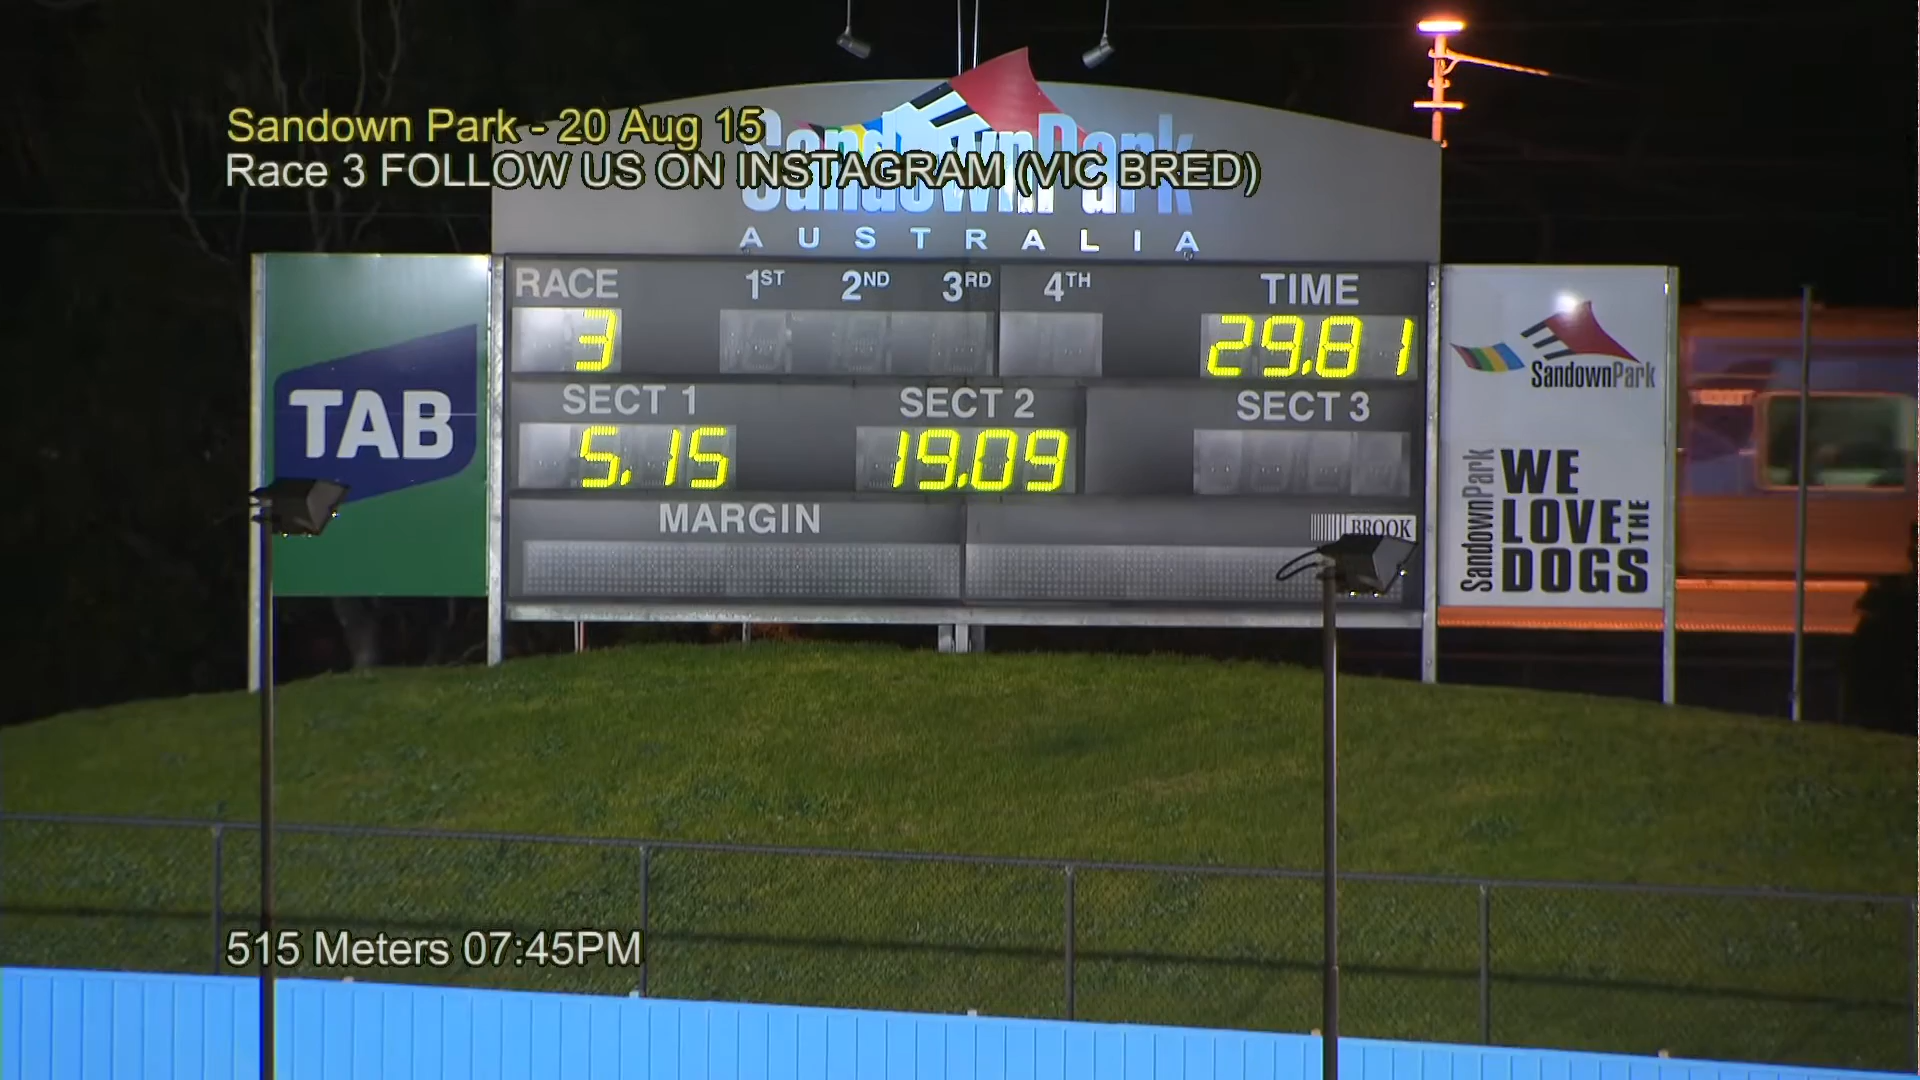 Sandown Park - 20 Aug 15
Race 3 FOLLOW US ON INSTAGRAM (VIC BRED)
SandownPark
AUSTRALIA
RACE 1ST 2ND 3RD 4TH TIME
3 29.81
SECT 1 SECT 2 SECT 3
5.15 19.09
MARGIN
BROOK
TAB
SandownPark
SandownPark
WE
LOVE THE
DOGS
515 Meters 07:45PM